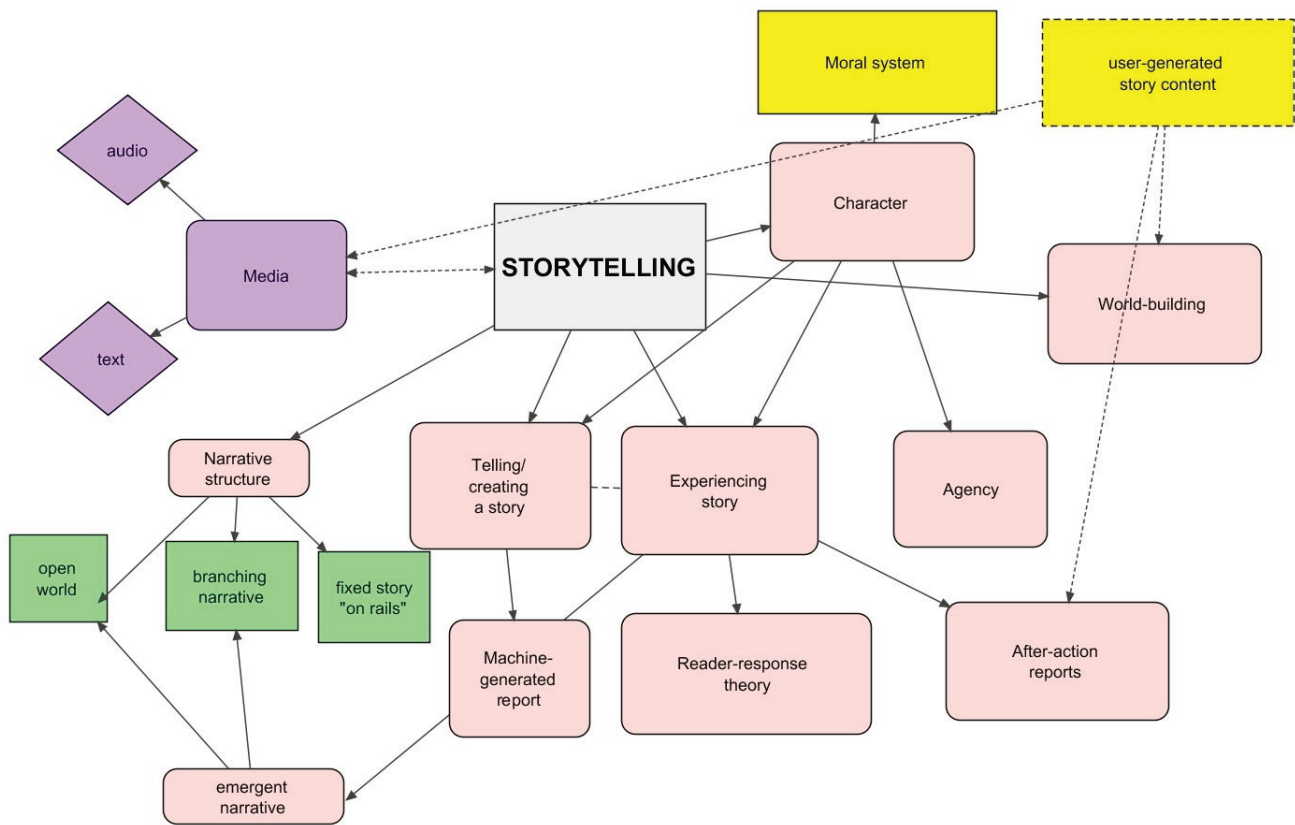 Moral system
user-generated
story content
audio
Character
STORYTELLING
Media
World-building
text
Narrative
structure
Telling/
creating
a story
Experiencing
story
Agency
open
world
branching
narrative
fixed story
"on rails"
Machine-
generated
report
Reader-response
theory
After-action
reports
emergent
narrative